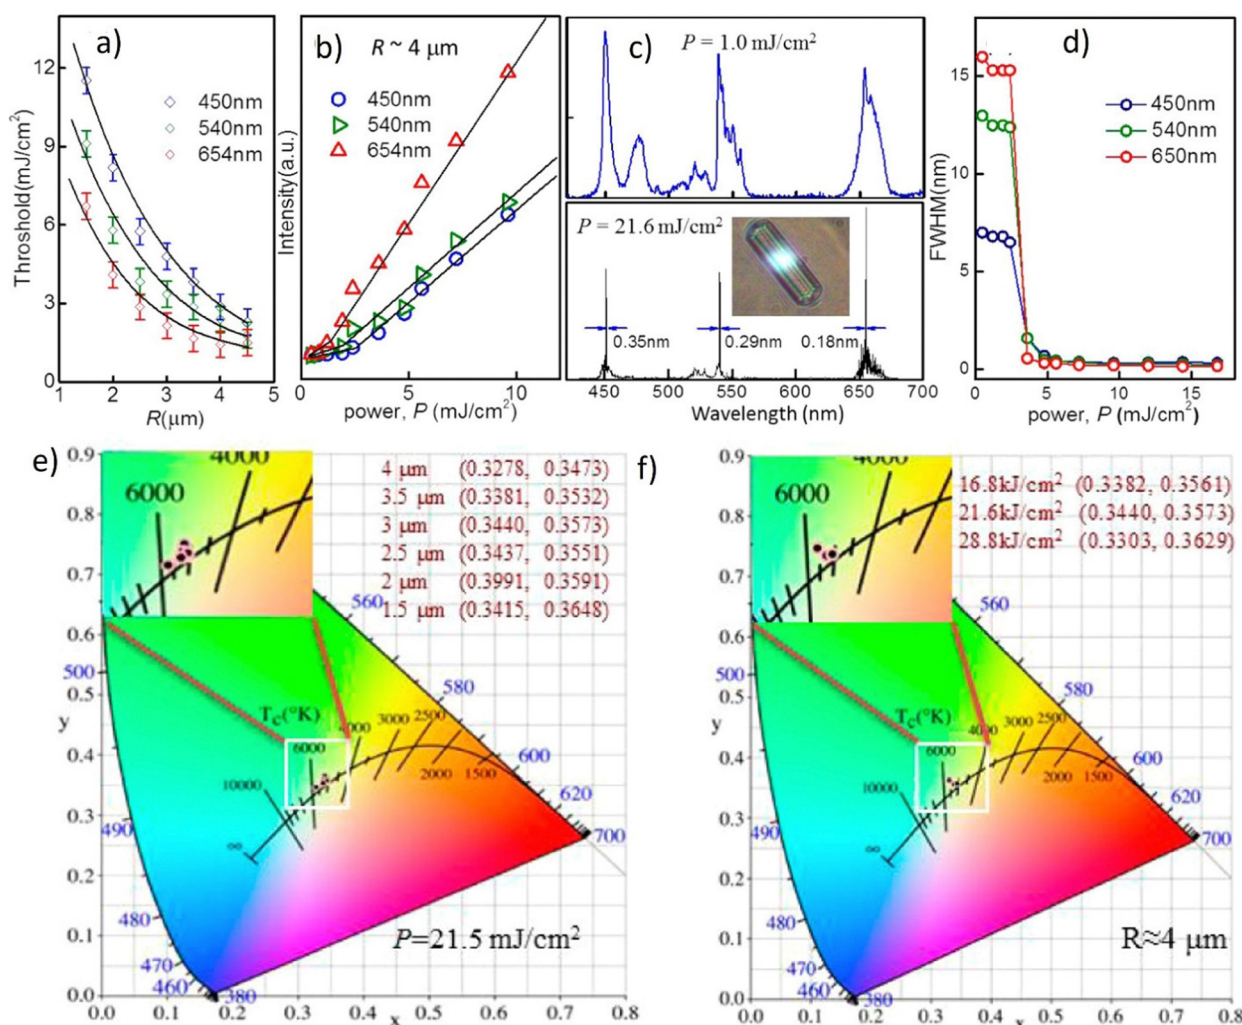 a)
450nm
540nm
654nm
Throshold(mJ/cm²)
12
9
6
3
0
1
2
3
4
5
R(μm)
b)
R ~ 4 μm
450nm
540nm
654nm
Intensity(a.u.)
0
5
10
power, P (mJ/cm²)
c)
P = 1.0 mJ/cm²
P = 21.6 mJ/cm²
0.35nm
0.29nm
0.18nm
450
500
550
600
650
700
Wavelength (nm)
d)
450nm
540nm
650nm
FWHM(nm)
15
10
5
0
0
5
10
15
power, P (mJ/cm²)
e)
4 μm (0.3278, 0.3473)
3.5 μm (0.3381, 0.3532)
3 μm (0.3440, 0.3573)
2.5 μm (0.3437, 0.3551)
2 μm (0.3991, 0.3591)
1.5 μm (0.3415, 0.3648)
4000
6000
0.9
0.8
0.7
0.6
0.5
0.4
0.3
0.2
0.1
0.0
y
560
580
600
620
700
500
490
480
470
460
380
Tc(°K)
10000
6000
4000
3000
2500
2000
1500
∞
P=21.5 mJ/cm²
0.0
0.1
0.2
0.3
0.4
0.5
0.6
0.7
0.8
x
f)
16.8kJ/cm² (0.3382, 0.3561)
21.6kJ/cm² (0.3440, 0.3573)
28.8kJ/cm² (0.3303, 0.3629)
4000
6000
0.9
0.8
0.7
0.6
0.5
0.4
0.3
0.2
0.1
0.0
y
560
580
600
620
700
500
490
480
470
460
380
Tc(°K)
10000
6000
4000
3000
2500
2000
1500
∞
R≈4 μm
0.0
0.1
0.2
0.3
0.4
0.5
0.6
0.7
0.8
x